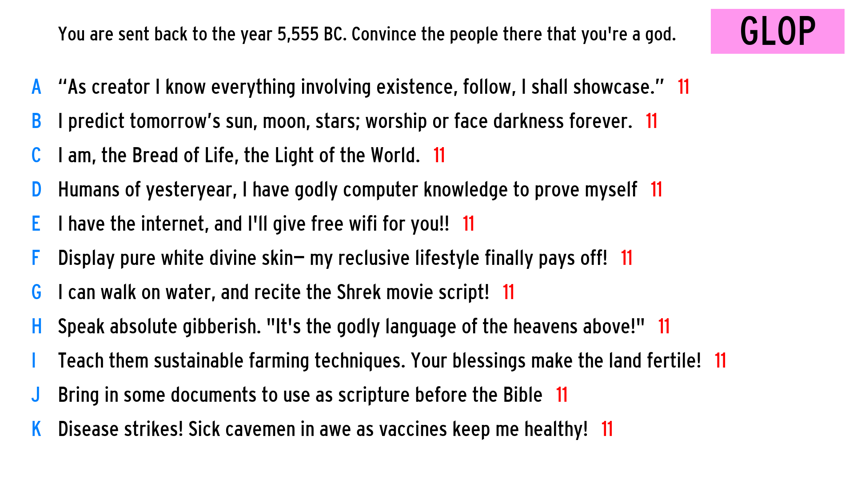 You are sent back to the year 5,555 BC. Convince the people there that you're a god.
GLOP
A “As creator I know everything involving existence, follow, I shall showcase.” 11
B I predict tomorrow’s sun, moon, stars; worship or face darkness forever. 11
C I am, the Bread of Life, the Light of the World. 11
D Humans of yesteryear, I have godly computer knowledge to prove myself 11
E I have the internet, and I'll give free wifi for you!! 11
F Display pure white divine skin– my reclusive lifestyle finally pays off! 11
G I can walk on water, and recite the Shrek movie script! 11
H Speak absolute gibberish. "It's the godly language of the heavens above!" 11
I Teach them sustainable farming techniques. Your blessings make the land fertile! 11
J Bring in some documents to use as scripture before the Bible 11
K Disease strikes! Sick cavemen in awe as vaccines keep me healthy! 11